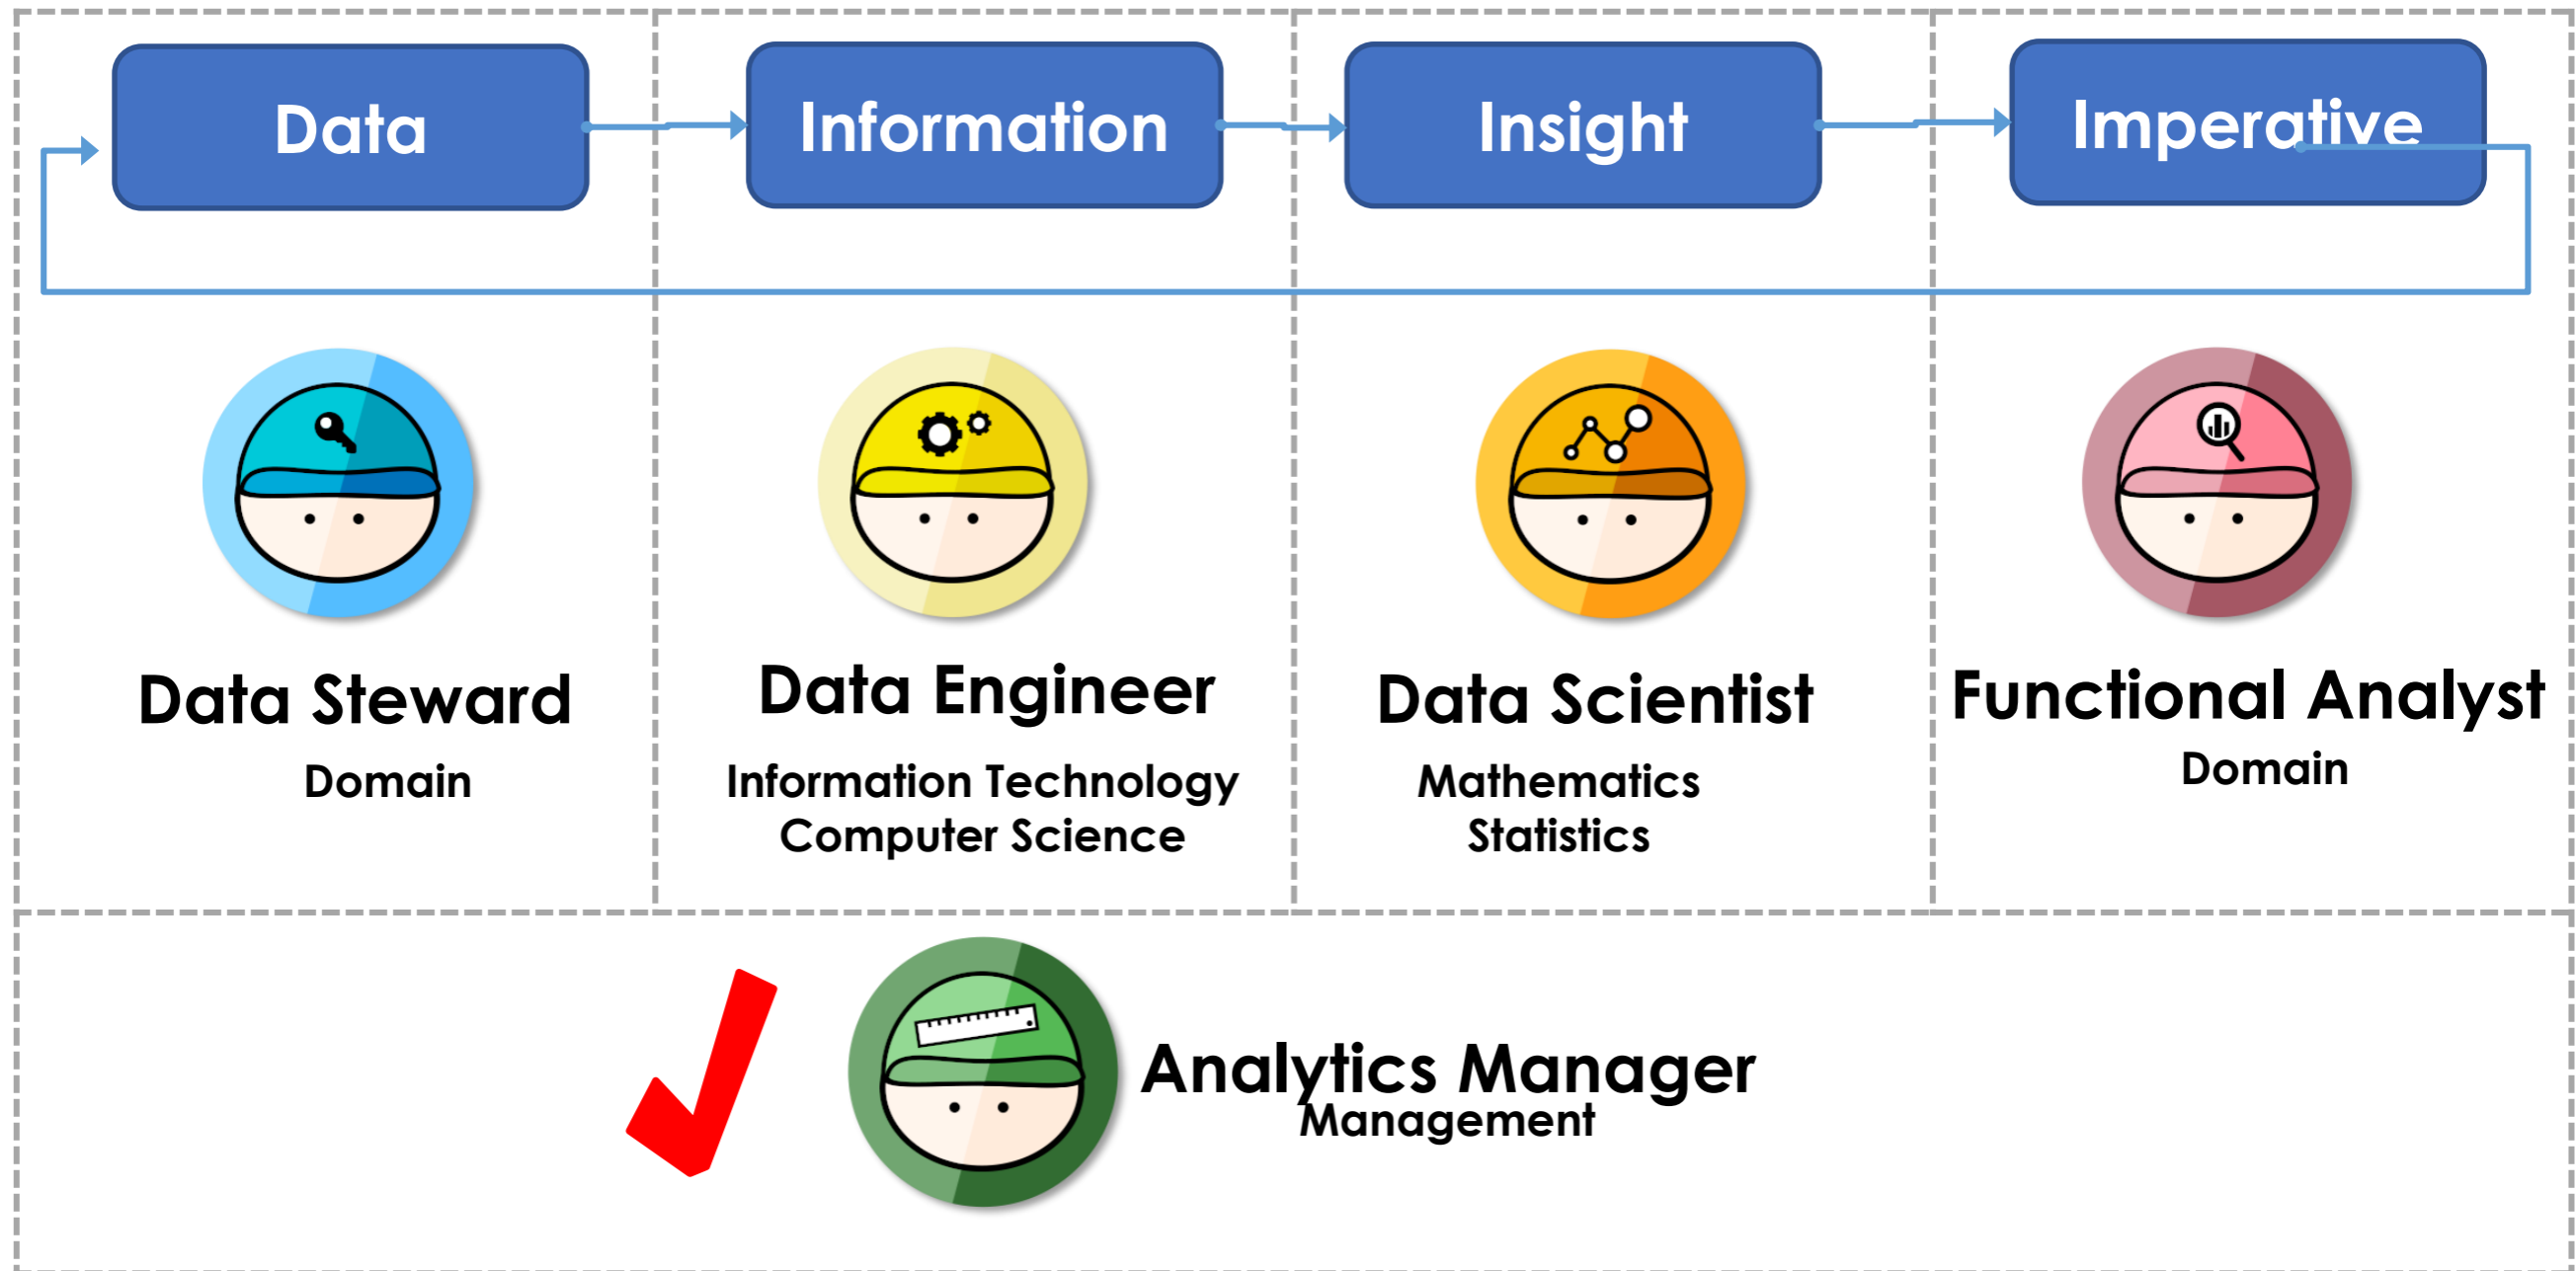 Data
Information
Insight
Imperative
Data Steward
Domain
Data Engineer
Information Technology
Computer Science
Data Scientist
Mathematics
Statistics
Functional Analyst
Domain
Analytics Manager
Management